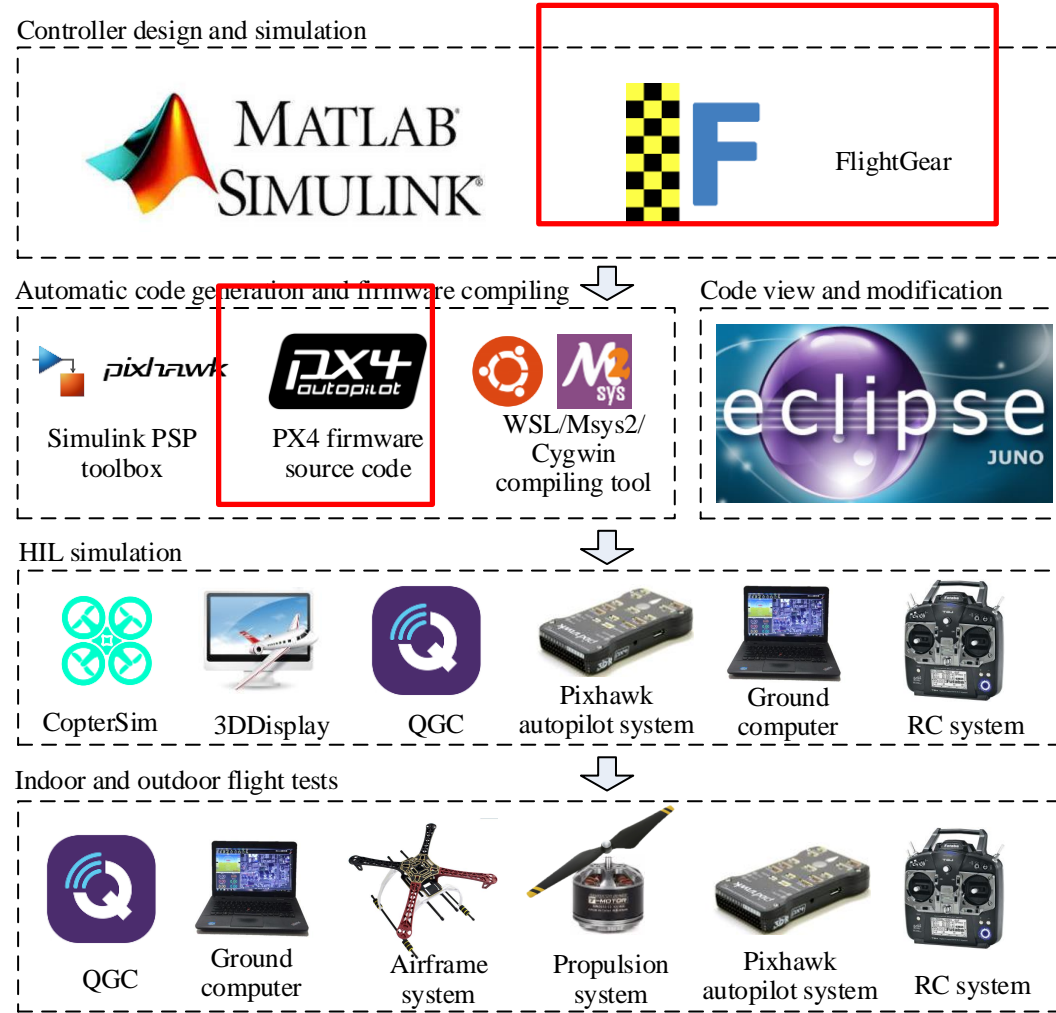 Controller design and simulation
MATLAB®
SIMULINK®
F
FlightGear
Automatic code generation and firmware compiling
Code view and modification
pixhawk
Simulink PSP
toolbox
px4
autopilot
PX4 firmware
source code
M2
sys
WSL/Msys2/
Cygwin
compiling tool
eclipse
JUNO
HIL simulation
CopterSim
3DDisplay
QGC
Pixhawk
autopilot system
Ground
computer
RC system
Indoor and outdoor flight tests
QGC
Ground
computer
Airframe
system
T-MOTOR
Propulsion
system
Pixhawk
autopilot system
RC system